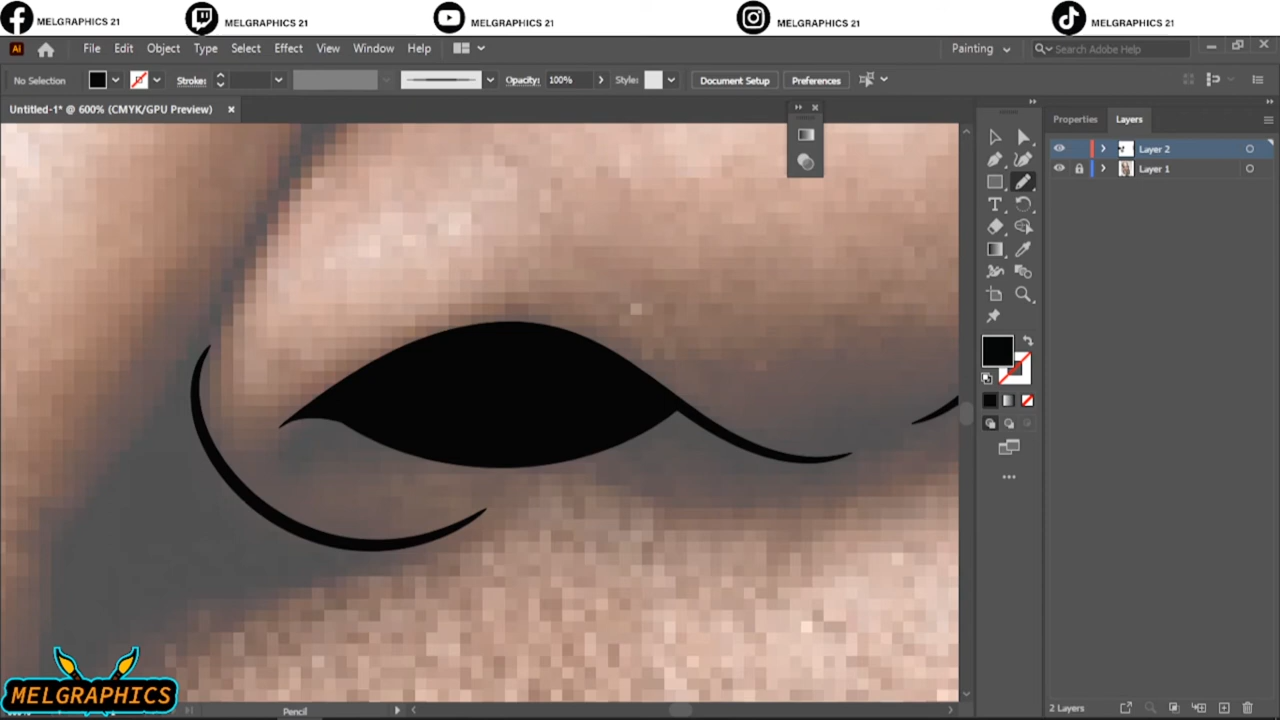 MELGRAPHICS 21 MELGRAPHICS 21 MELGRAPHICS 21 MELGRAPHICS 21 MELGRAPHICS 21
Ai File Edit Object Type Select Effect View Window Help Painting Search Adobe Help
No Selection Stroke: Opacity: 100% Style: Document Setup Preferences
Untitled-1* @ 600% (CMYK/GPU Preview)
Properties Layers
Layer 2
Layer 1
MELGRAPHICS
Pencil
2 Layers